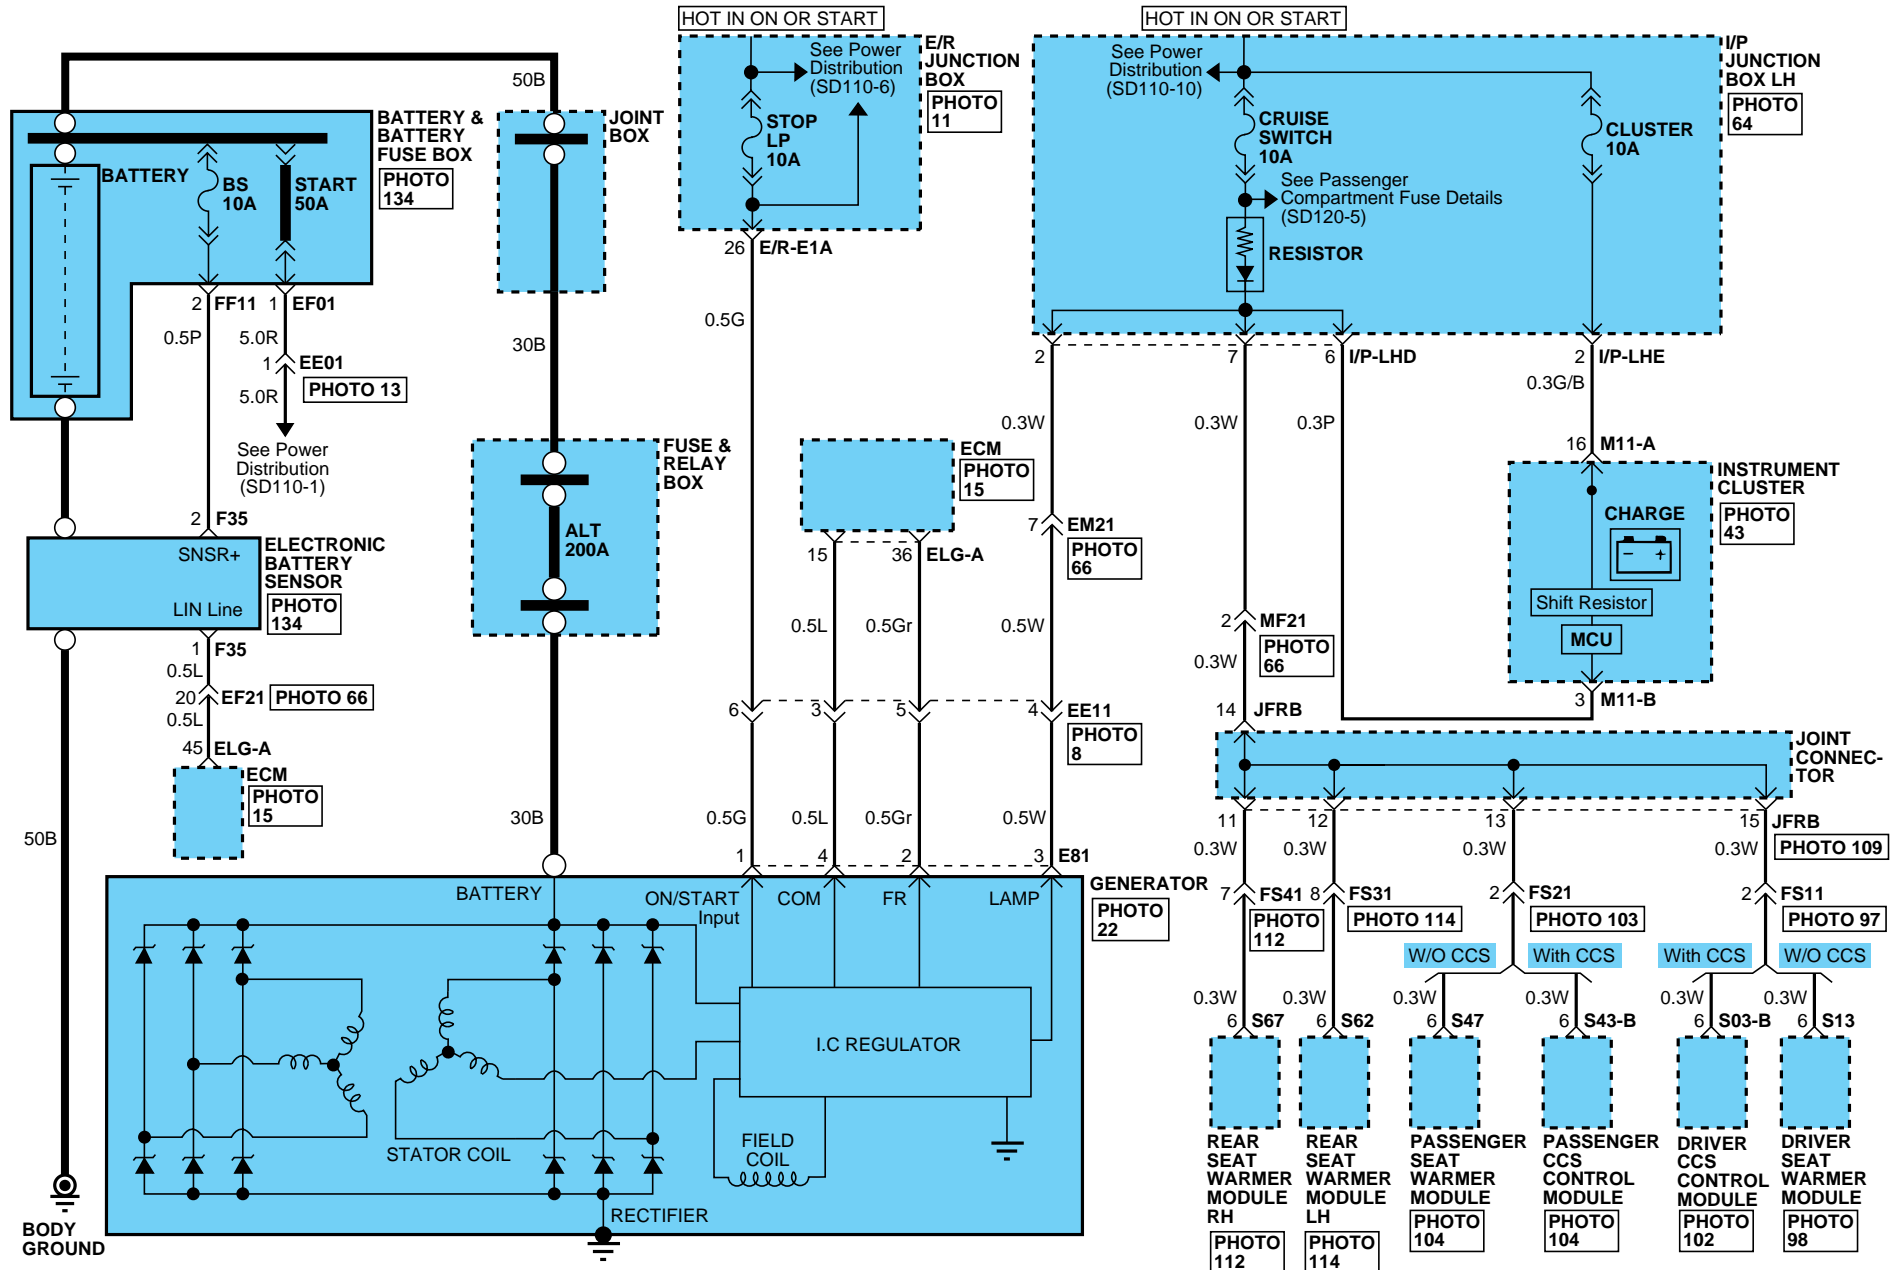 HOT IN ON OR START
HOT IN ON OR START
50B
BATTERY &
BATTERY
FUSE BOX
PHOTO
134
BATTERY
BS
10A
START
50A
2 FF11
1 EF01
0.5P
5.0R
1 EE01
PHOTO 13
5.0R
See Power
Distribution
(SD110-1)
2 F35
SNSR+
LIN Line
ELECTRONIC
BATTERY
SENSOR
PHOTO
134
1 F35
0.5L
20 EF21
PHOTO 66
0.5L
45 ELG-A
ECM
PHOTO
15
50B
BODY
GROUND
JOINT
BOX
30B
FUSE &
RELAY
BOX
ALT
200A
30B
See Power
Distribution
(SD110-6)
STOP
LP
10A
E/R
JUNCTION
BOX
PHOTO
11
26 E/R-E1A
0.5G
ECM
PHOTO
15
15
36 ELG-A
0.5L
0.5Gr
See Power
Distribution
(SD110-10)
CRUISE
SWITCH
10A
CLUSTER
10A
See Passenger
Compartment Fuse Details
(SD120-5)
RESISTOR
I/P
JUNCTION
BOX LH
PHOTO
64
2
7
6 I/P-LHD
2 I/P-LHE
0.3G/B
0.3W
0.3W
0.3P
7 EM21
PHOTO
66
0.5W
16 M11-A
INSTRUMENT
CLUSTER
PHOTO
43
CHARGE
- +
Shift Resistor
MCU
3 M11-B
2 MF21
PHOTO
66
0.3W
14 JFRB
6
3
5
4 EE11
PHOTO
8
0.5G
0.5L
0.5Gr
0.5W
1
4
2
3 E81
GENERATOR
PHOTO
22
BATTERY
ON/START
Input
COM
FR
LAMP
I.C REGULATOR
STATOR COIL
FIELD
COIL
RECTIFIER
JOINT
CONNEC-
TOR
11
12
13
15 JFRB
PHOTO 109
0.3W
0.3W
0.3W
0.3W
7 FS41
PHOTO
112
8 FS31
PHOTO 114
2 FS21
PHOTO 103
2 FS11
PHOTO 97
W/O CCS
With CCS
With CCS
W/O CCS
0.3W
0.3W
0.3W
0.3W
0.3W
0.3W
6 S67
6 S62
6 S47
6 S43-B
6 S03-B
6 S13
REAR
SEAT
WARMER
MODULE
RH
PHOTO
112
REAR
SEAT
WARMER
MODULE
LH
PHOTO
114
PASSENGER
SEAT
WARMER
MODULE
PHOTO
104
PASSENGER
CCS
CONTROL
MODULE
PHOTO
104
DRIVER
CCS
CONTROL
MODULE
PHOTO
102
DRIVER
SEAT
WARMER
MODULE
PHOTO
98